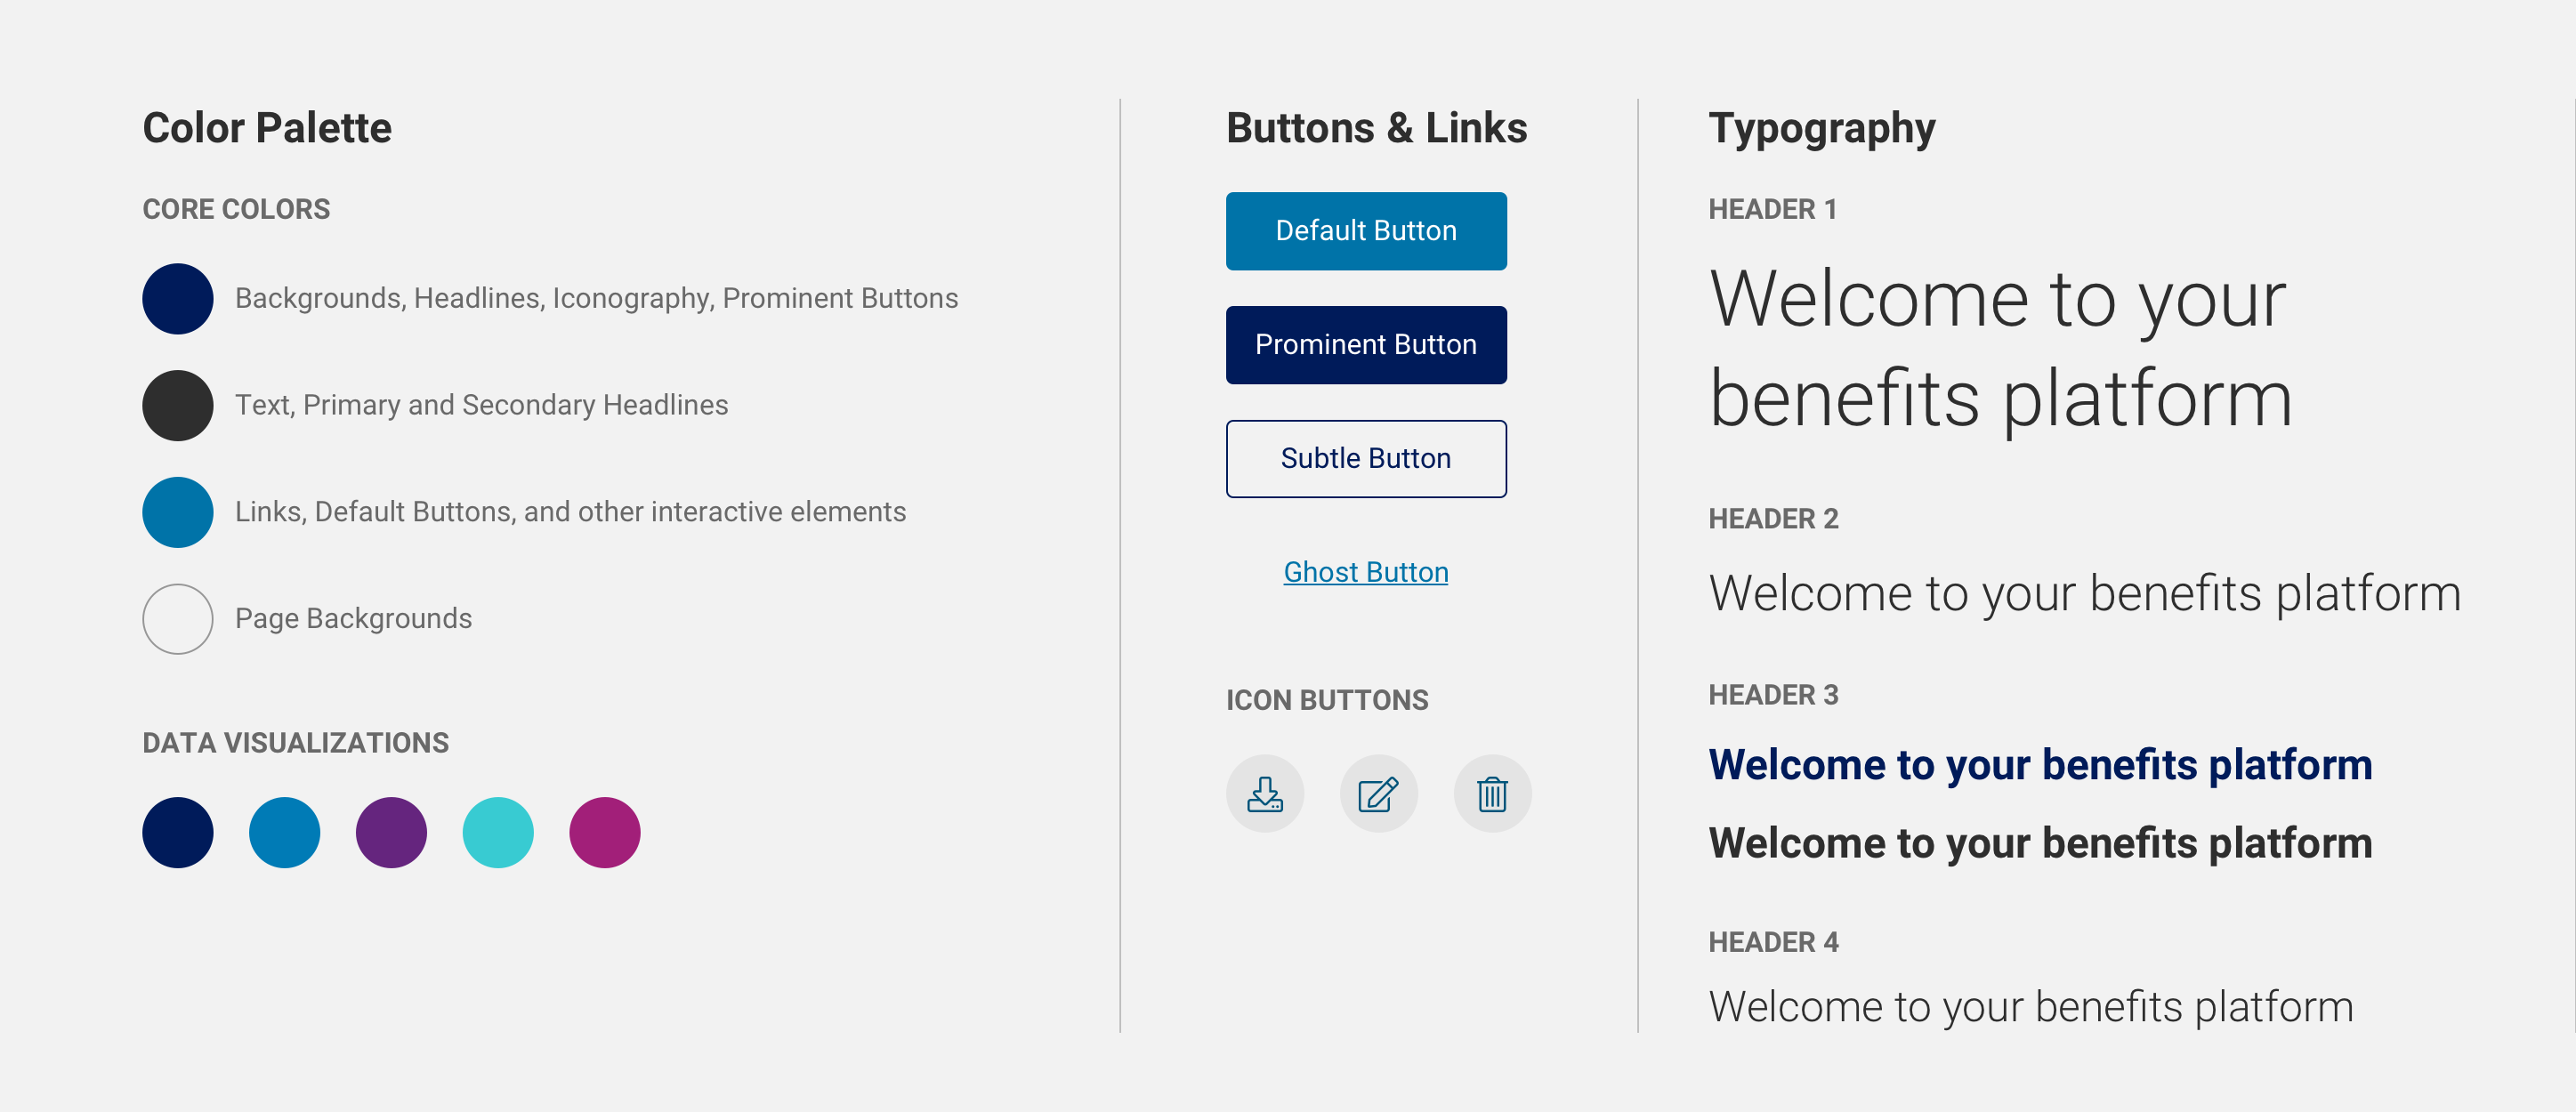 Color Palette
CORE COLORS
Backgrounds, Headlines, Iconography, Prominent Buttons
Text, Primary and Secondary Headlines
Links, Default Buttons, and other interactive elements
Page Backgrounds
DATA VISUALIZATIONS
Buttons & Links
Default Button
Prominent Button
Subtle Button
Ghost Button
ICON BUTTONS
Typography
HEADER 1
Welcome to your
benefits platform
HEADER 2
Welcome to your benefits platform
HEADER 3
Welcome to your benefits platform
Welcome to your benefits platform
HEADER 4
Welcome to your benefits platform